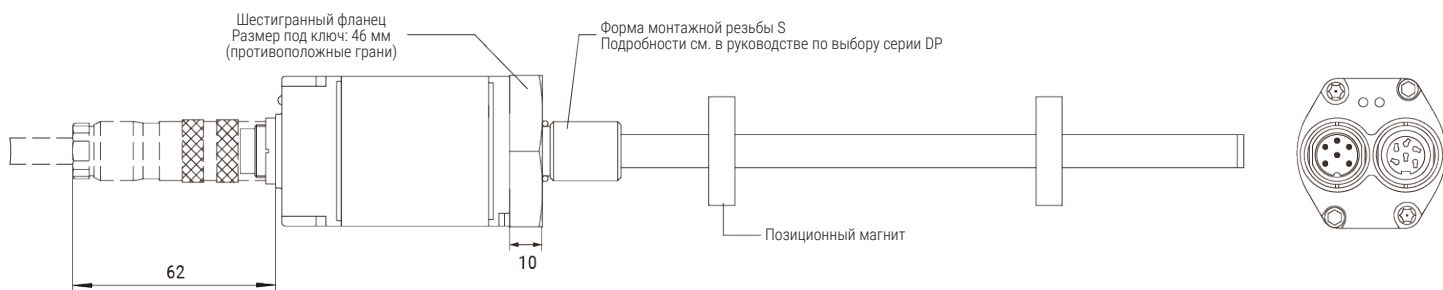 Шестигранный фланец
Размер под ключ: 46 мм
(противоположные грани)
Форма монтажной резьбы S
Подробности см. в руководстве по выбору серии DP
Позиционный магнит
62
10